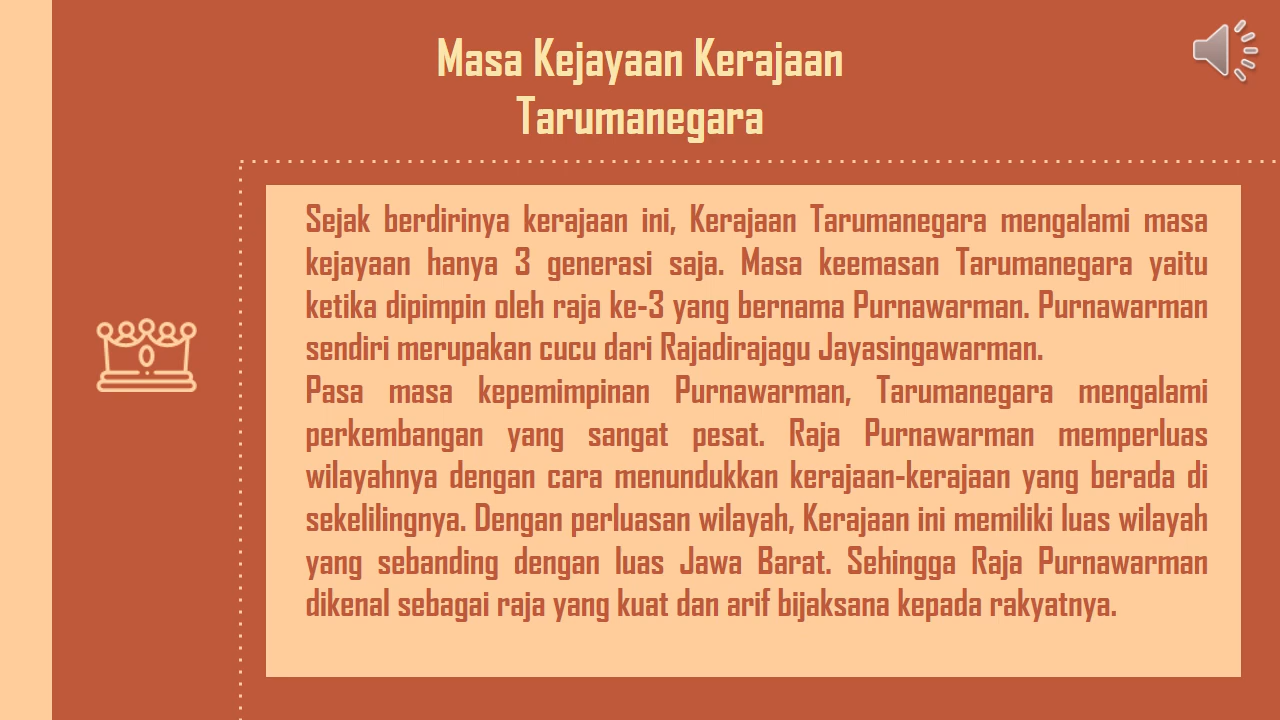 Masa Kejayaan Kerajaan
Tarumanegara
Sejak berdirinya kerajaan ini, Kerajaan Tarumanegara mengalami masa
kejayaan hanya 3 generasi saja. Masa keemasan Tarumanegara yaitu
ketika dipimpin oleh raja ke-3 yang bernama Purnawarman. Purnawarman
sendiri merupakan cucu dari Rajadirajagu Jayasingawarman.
Pasa masa kepemimpinan Purnawarman, Tarumanegara mengalami
perkembangan yang sangat pesat. Raja Purnawarman memperluas
wilayahnya dengan cara menundukkan kerajaan-kerajaan yang berada di
sekelilingnya. Dengan perluasan wilayah, Kerajaan ini memiliki luas wilayah
yang sebanding dengan luas Jawa Barat. Sehingga Raja Purnawarman
dikenal sebagai raja yang kuat dan arif bijaksana kepada rakyatnya.